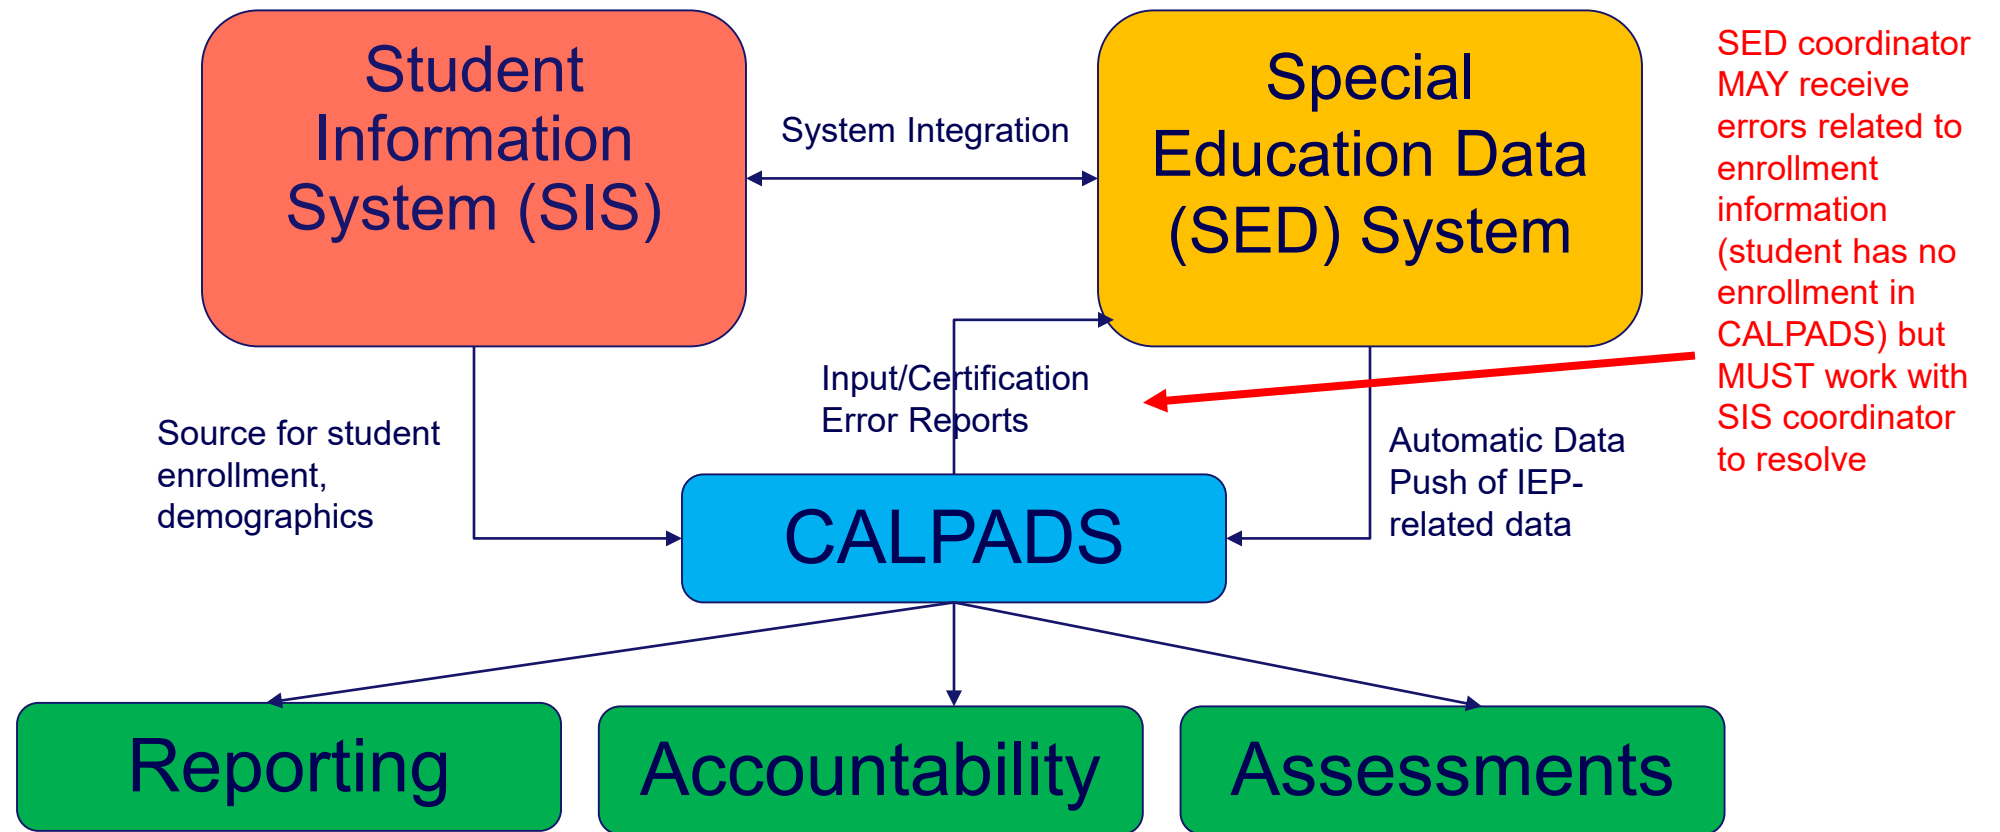 Student
Information
System (SIS)
System Integration
Special
Education Data
(SED) System
SED coordinator
MAY receive
errors related to
enrollment
information
(student has no
enrollment in
CALPADS) but
MUST work with
SIS coordinator
to resolve
Source for student
enrollment,
demographics
Input/Certification
Error Reports
Automatic Data
Push of IEP-
related data
CALPADS
Reporting
Accountability
Assessments